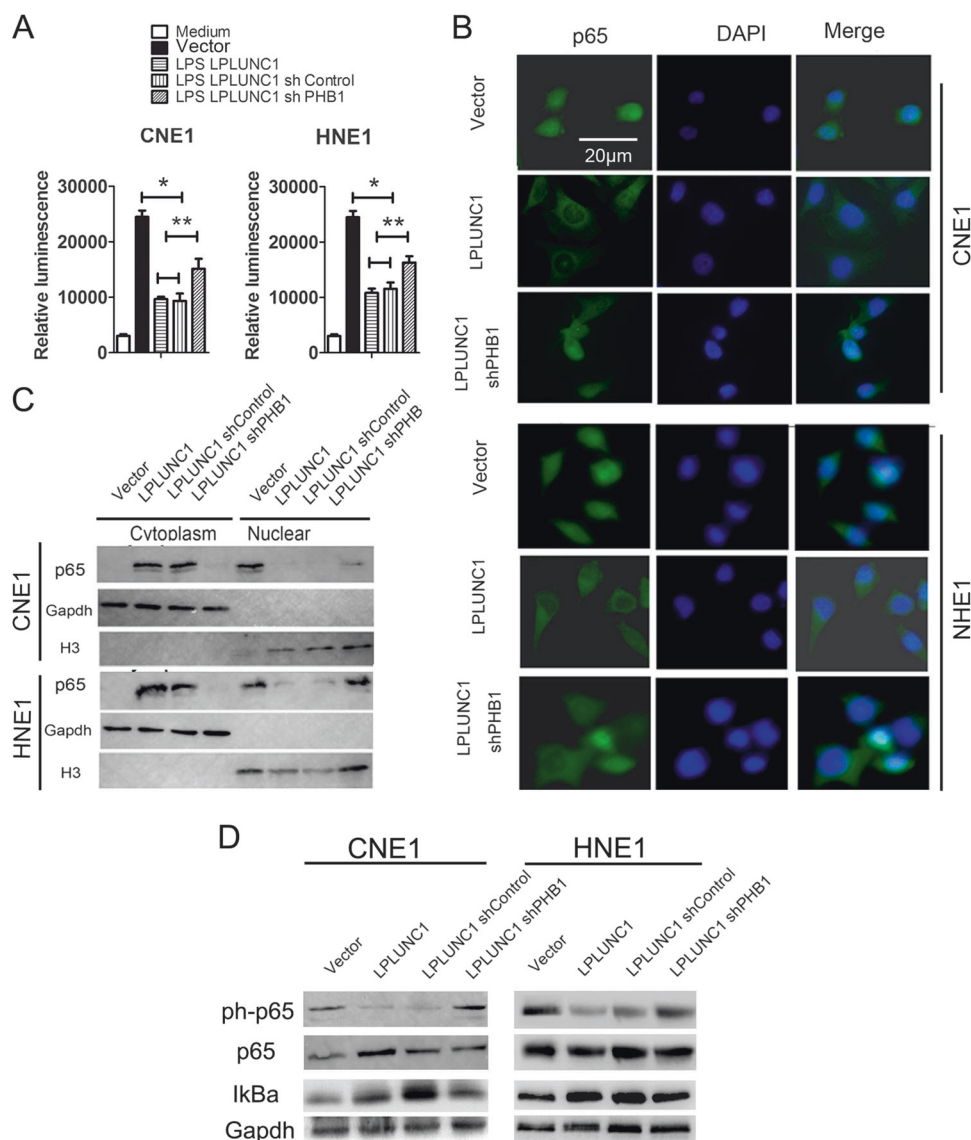 A
Medium
Vector
LPS LPLUNC1
LPS LPLUNC1 sh Control
LPS LPLUNC1 sh PHB1
CNE1
Relative luminescence
30000
20000
10000
0
*
**
HNE1
Relative luminescence
30000
20000
10000
0
*
**
B
p65 DAPI Merge
Vector
20μm
LPLUNC1
LPLUNC1
shPHB1
CNE1
Vector
LPLUNC1
LPLUNC1
shPHB1
NHE1
C
Vector
LPLUNC1
LPLUNC1 shControl
LPLUNC1 shPHB1
Vector
LPLUNC1
LPLUNC1 shControl
LPLUNC1 shPHB
Cytoplasm Nuclear
CNE1
p65
Gapdh
H3
HNE1
p65
Gapdh
H3
D
CNE1 HNE1
Vector
LPLUNC1
LPLUNC1 shControl
LPLUNC1 shPHB1
Vector
LPLUNC1
LPLUNC1 shControl
LPLUNC1 shPHB1
ph-p65
p65
IkBa
Gapdh